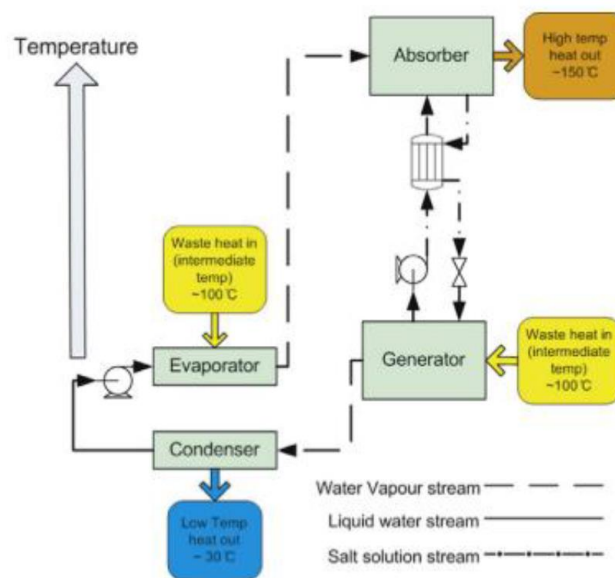 Temperature
Absorber
High temp
heat out
~150℃
Waste heat in
(intermediate
temp)
~100℃
Evaporator
Generator
Waste heat in
(intermediate
temp)
~100℃
Condenser
Low Temp
heat out
~ 30℃
Water Vapour stream
Liquid water stream
Salt solution stream